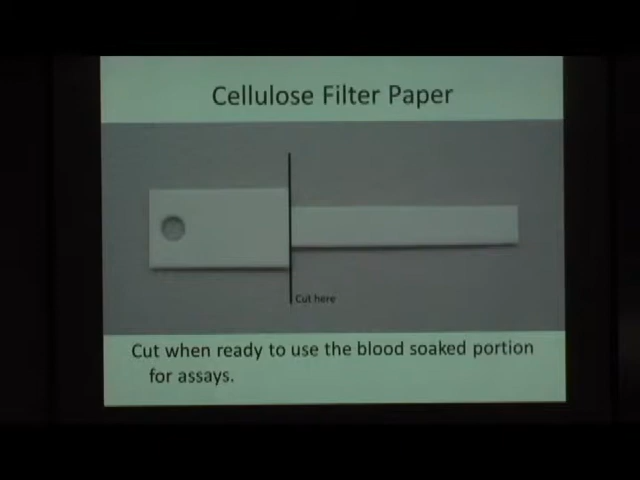 Cellulose Filter Paper
Cut here
Cut when ready to use the blood soaked portion
for assays.